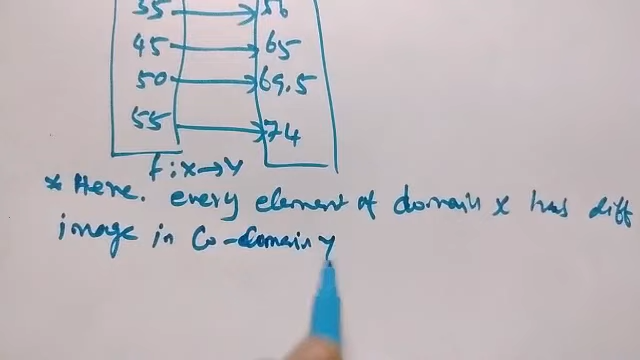 35 → 56
45 → 65
50 → 69.5
55 → 74
f : x → y
* Here. every element of domain x has diff
image in Co-domain y